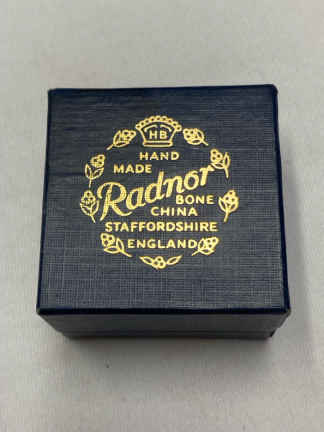 HB
HAND
MADE
Radnor
BONE
CHINA
STAFFORDSHIRE
ENGLAND